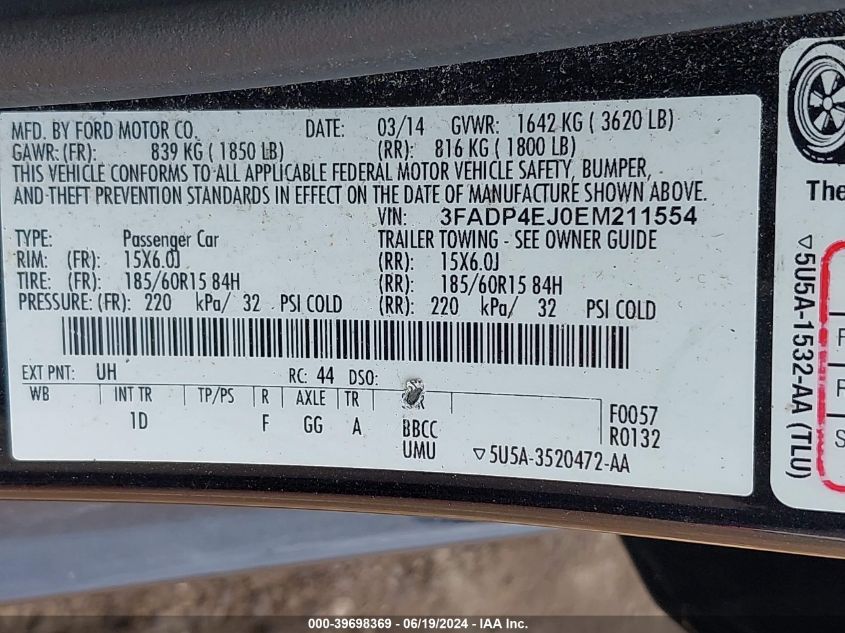 MFD. BY FORD MOTOR CO. DATE: 03/14 GVWR: 1642 KG ( 3620 LB)
GAWR: (FR): 839 KG ( 1850 LB) (RR): 816 KG ( 1800 LB)
THIS VEHICLE CONFORMS TO ALL APPLICABLE FEDERAL MOTOR VEHICLE SAFETY, BUMPER,
AND THEFT PREVENTION STANDARDS IN EFFECT ON THE DATE OF MANUFACTURE SHOWN ABOVE.
VIN: 3FADP4EJ0EM211554
TYPE: Passenger Car TRAILER TOWING - SEE OWNER GUIDE
RIM: (FR): 15X6.0J (RR): 15X6.0J
TIRE: (FR): 185/60R15 84H (RR): 185/60R15 84H
PRESSURE: (FR): 220 kPa/ 32 PSI COLD (RR): 220 kPa/ 32 PSI COLD
EXT PNT: UH RC: 44 DSO:
WB INT TR TP/PS R AXLE TR
1D F GG A BBCC F0057
UMU R0132
▽5U5A-3520472-AA
The
▽5U5A-1532-AA (TLU)
F
F
S
000-39698369 / 06/19/2024 / IAA Inc.